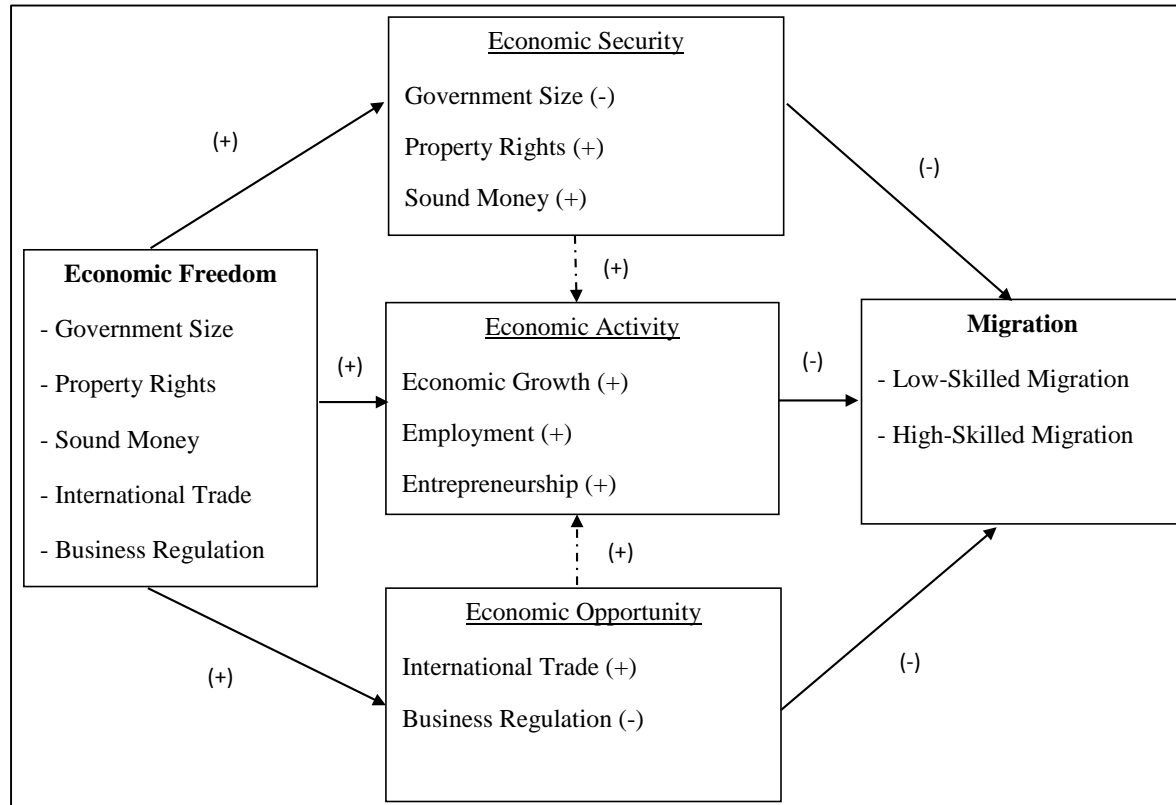 Economic Security
Government Size (-)
Property Rights (+)
Sound Money (+)
(+)
(-)
(+)
Economic Freedom
- Government Size
- Property Rights
- Sound Money
- International Trade
- Business Regulation
(+)
Economic Activity
Economic Growth (+)
Employment (+)
Entrepreneurship (+)
(-)
Migration
- Low-Skilled Migration
- High-Skilled Migration
(+)
(+)
Economic Opportunity
International Trade (+)
Business Regulation (-)
(-)